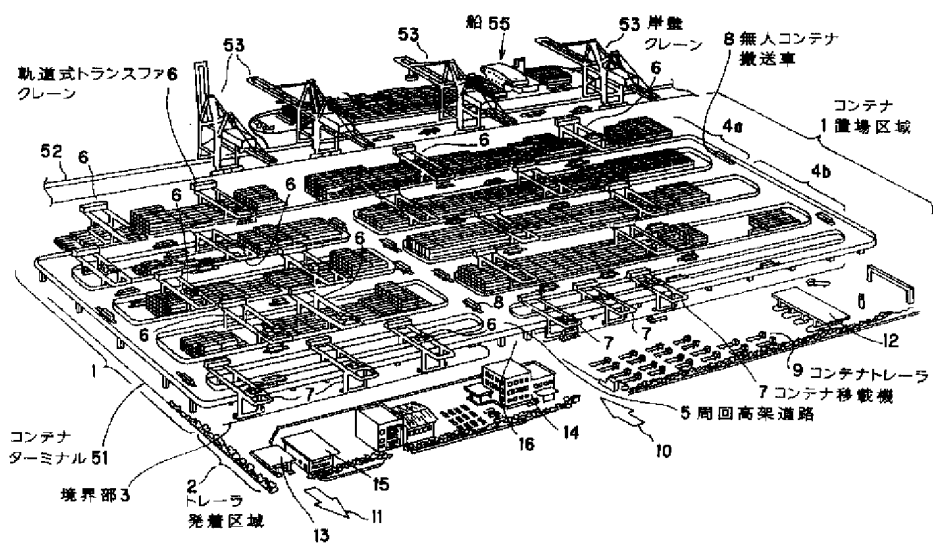 船 55
53
53
53 岸壁
クレーン
8 無人コンテナ
搬送車
軌道式トランスファ 6
クレーン
6
コンテナ
1 置場区域
4a
4b
52
6
6
6
6
6
6
6
8
6
7
7
7
7 コンテナ移載機
9 コンテナトレーラ
12
1
5 周回高架道路
10
コンテナ
ターミナル 51
境界部 3
2
トレーラ
発着区域
13
11
15
16
14